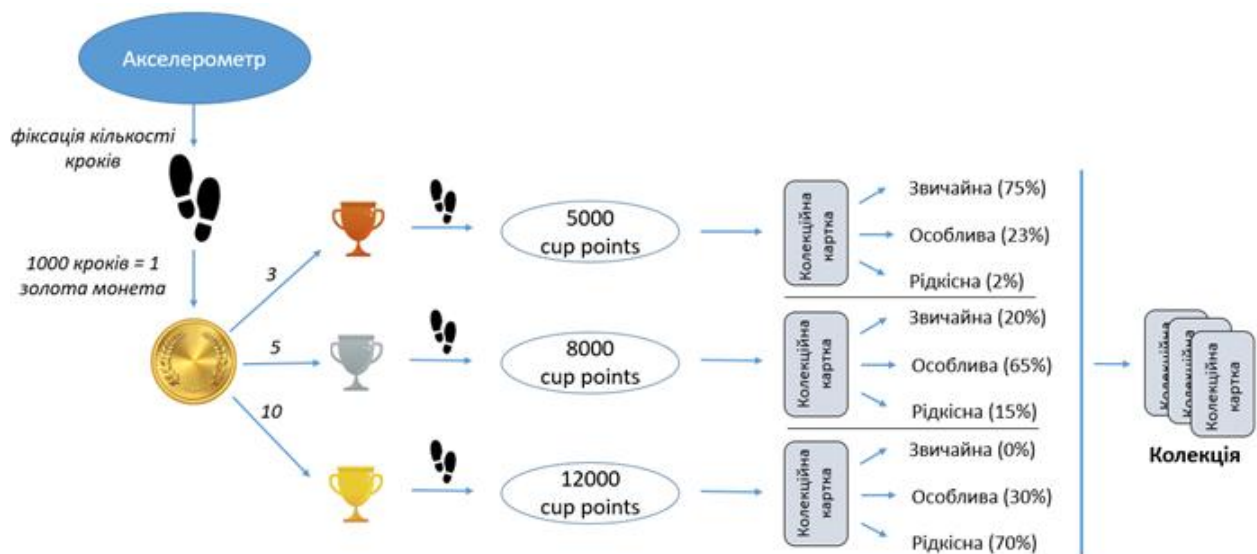 Акселерометр
фіксація кількості
кроків
1000 кроків = 1
золота монета
3
5
10
5000
cup points
8000
cup points
12000
cup points
Колекційна
картка
Звичайна (75%)
Особлива (23%)
Рідкісна (2%)
Колекційна
картка
Звичайна (20%)
Особлива (65%)
Рідкісна (15%)
Колекційна
картка
Звичайна (0%)
Особлива (30%)
Рідкісна (70%)
Колекційна
Колекційна
Колекційна
картка
Колекція